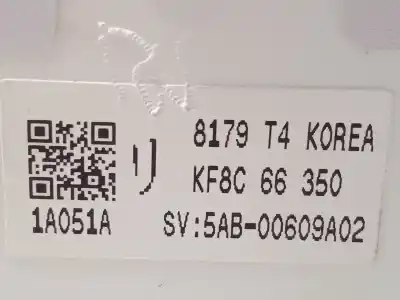 8179 T4 KOREA
KF8C 66 350
1A051A
SV:5AB-00609A02